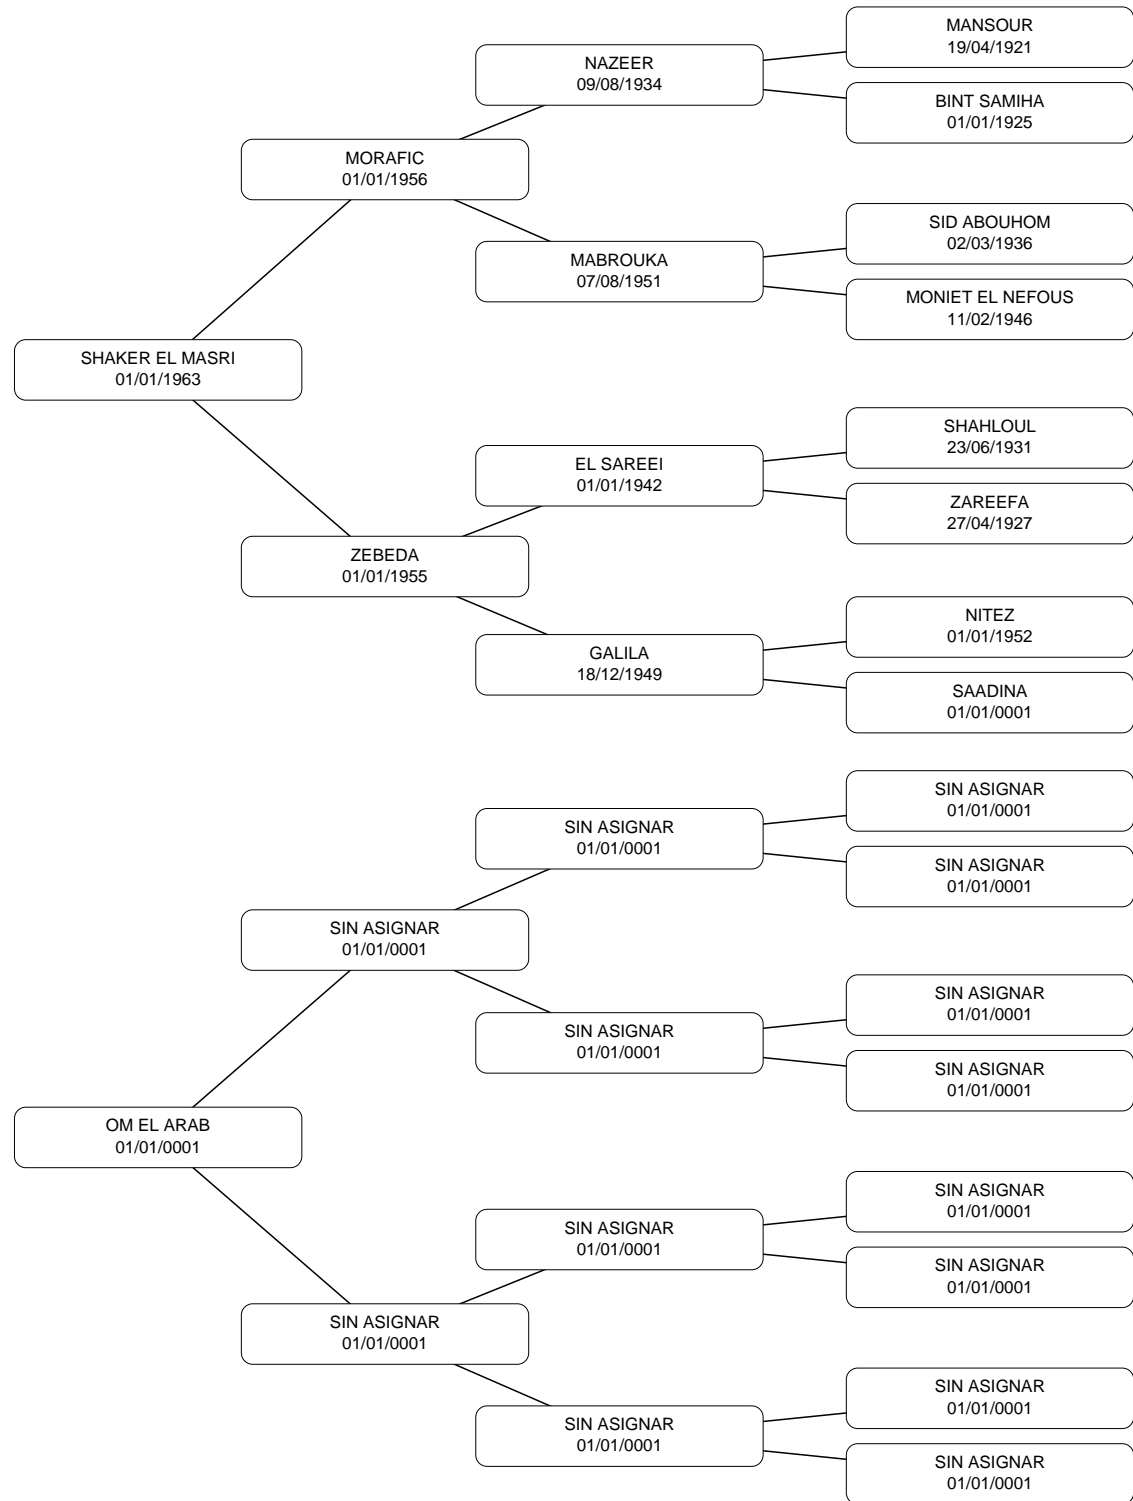 MANSOUR
19/04/1921
NAZEER
09/08/1934
BINT SAMIHA
01/01/1925
MORAFIC
01/01/1956
SID ABOUHOM
02/03/1936
MABROUKA
07/08/1951
MONIET EL NEFOUS
11/02/1946
SHAKER EL MASRI
01/01/1963
SHAHLOUL
23/06/1931
EL SAREEI
01/01/1942
ZAREEFA
27/04/1927
ZEBEDA
01/01/1955
NITEZ
01/01/1952
GALILA
18/12/1949
SAADINA
01/01/0001
SIN ASIGNAR
01/01/0001
SIN ASIGNAR
01/01/0001
SIN ASIGNAR
01/01/0001
SIN ASIGNAR
01/01/0001
SIN ASIGNAR
01/01/0001
SIN ASIGNAR
01/01/0001
SIN ASIGNAR
01/01/0001
OM EL ARAB
01/01/0001
SIN ASIGNAR
01/01/0001
SIN ASIGNAR
01/01/0001
SIN ASIGNAR
01/01/0001
SIN ASIGNAR
01/01/0001
SIN ASIGNAR
01/01/0001
SIN ASIGNAR
01/01/0001
SIN ASIGNAR
01/01/0001